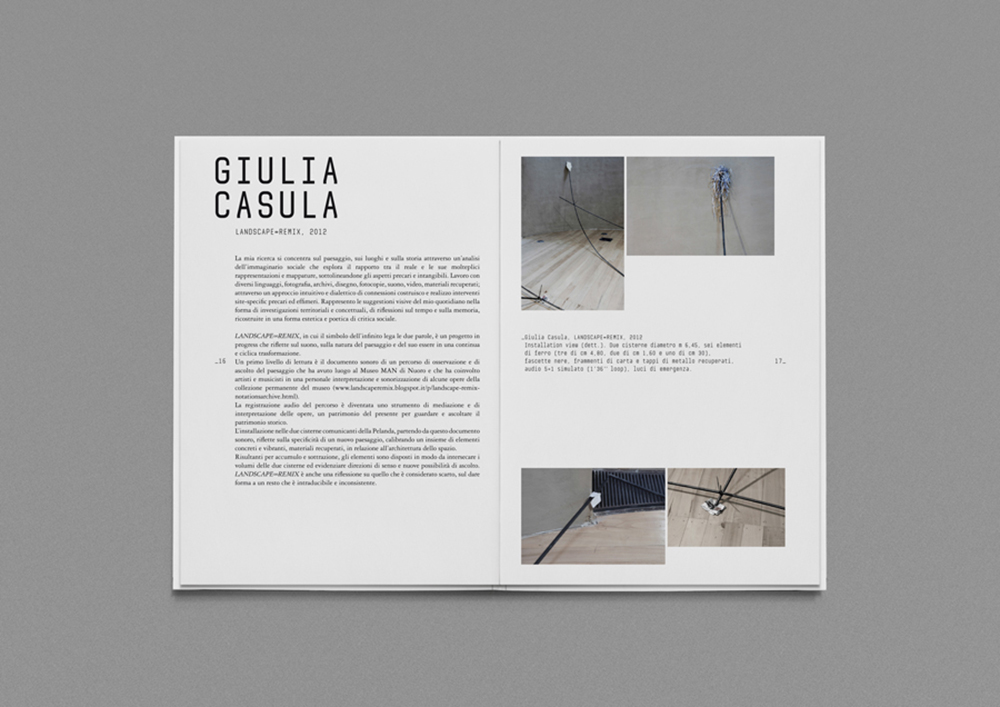 GIULIA
CASULA
LANDSCAPE∞REMIX, 2012
La mia ricerca si concentra sul paesaggio, sui lughi e sulla storia attraverso un'analisi
dell'immaginario sociale che esplora il rapporto tra il reale e le sue molteplici
rappresentazioni e mappature, sottolineandone gli aspetti precari e intangibili. Lavoro con
diversi linguaggi, fotografia, archivi, disegno, fotocopie, suono, video, materiali recuperati;
attraverso un approccio intuitivo e dialettico di connessioni costruisco e realizzo interventi
site-specific precari ed effimeri. Rappresento le suggestioni visive del mio quotidiano nella
forma di investigazioni territoriali e concettuali, di riflessioni sul tempo e sulla memoria,
ricostruite in una forma estetica e poetica di critica sociale.
LANDSCAPE∞REMIX, in cui il simbolo dell'infinito lega le due parole, è un progetto in
progress che riflette sul suono, sulla natura del paesaggio e del suo essere in una continua
e ciclica trasformazione.
_16
Un primo livello di lettura è il documento sonoro di un percorso di osservazione e di
ascolto del paesaggio che ha avuto luogo al Museo MAN di Nuoro e che ha coinvolto
artisti e musicisti in una personale interpretazione e sonorizzazione di alcune opere della
collezione permanente del museo (www.landscaperemix.blogspot.it/p/landscape-remix-
notationsarchive.html).
La registrazione audio del percorso è diventata uno strumento di mediazione e di
interpretazione delle opere, un patrimonio del presente per guardare e ascoltare il
patrimonio storico.
L'installazione nelle due cisterne comunicanti della Pelanda, partendo da questo documento
sonoro, riflette sulla specificità di un nuovo paesaggio, calibrando un insieme di elementi
concreti e vibranti, materiali recuperati, in relazione all'architettura dello spazio.
Risultanti per accumulo e sottrazione, gli elementi sono disposti in modo da intersecare i
volumi delle due cisterne ed evidenziare direzioni di senso e nuove possibilità di ascolto.
LANDSCAPE∞REMIX è anche una riflessione su quello che è considerato scarto, sul dare
forma a un resto che è intraducibile e inconsistente.
_Giulia Casula, LANDSCAPE∞REMIX, 2012
Installation view (dett.). Due cisterne diametro m 6,45, sei elementi
di ferro (tre di cm 4,80, due di cm 1,60 e uno di cm 30),
fascette nere, frammenti di carta e tappi di metallo recuperati,
audio 5+1 simulato (1'36" loop), luci di emergenza.
17_